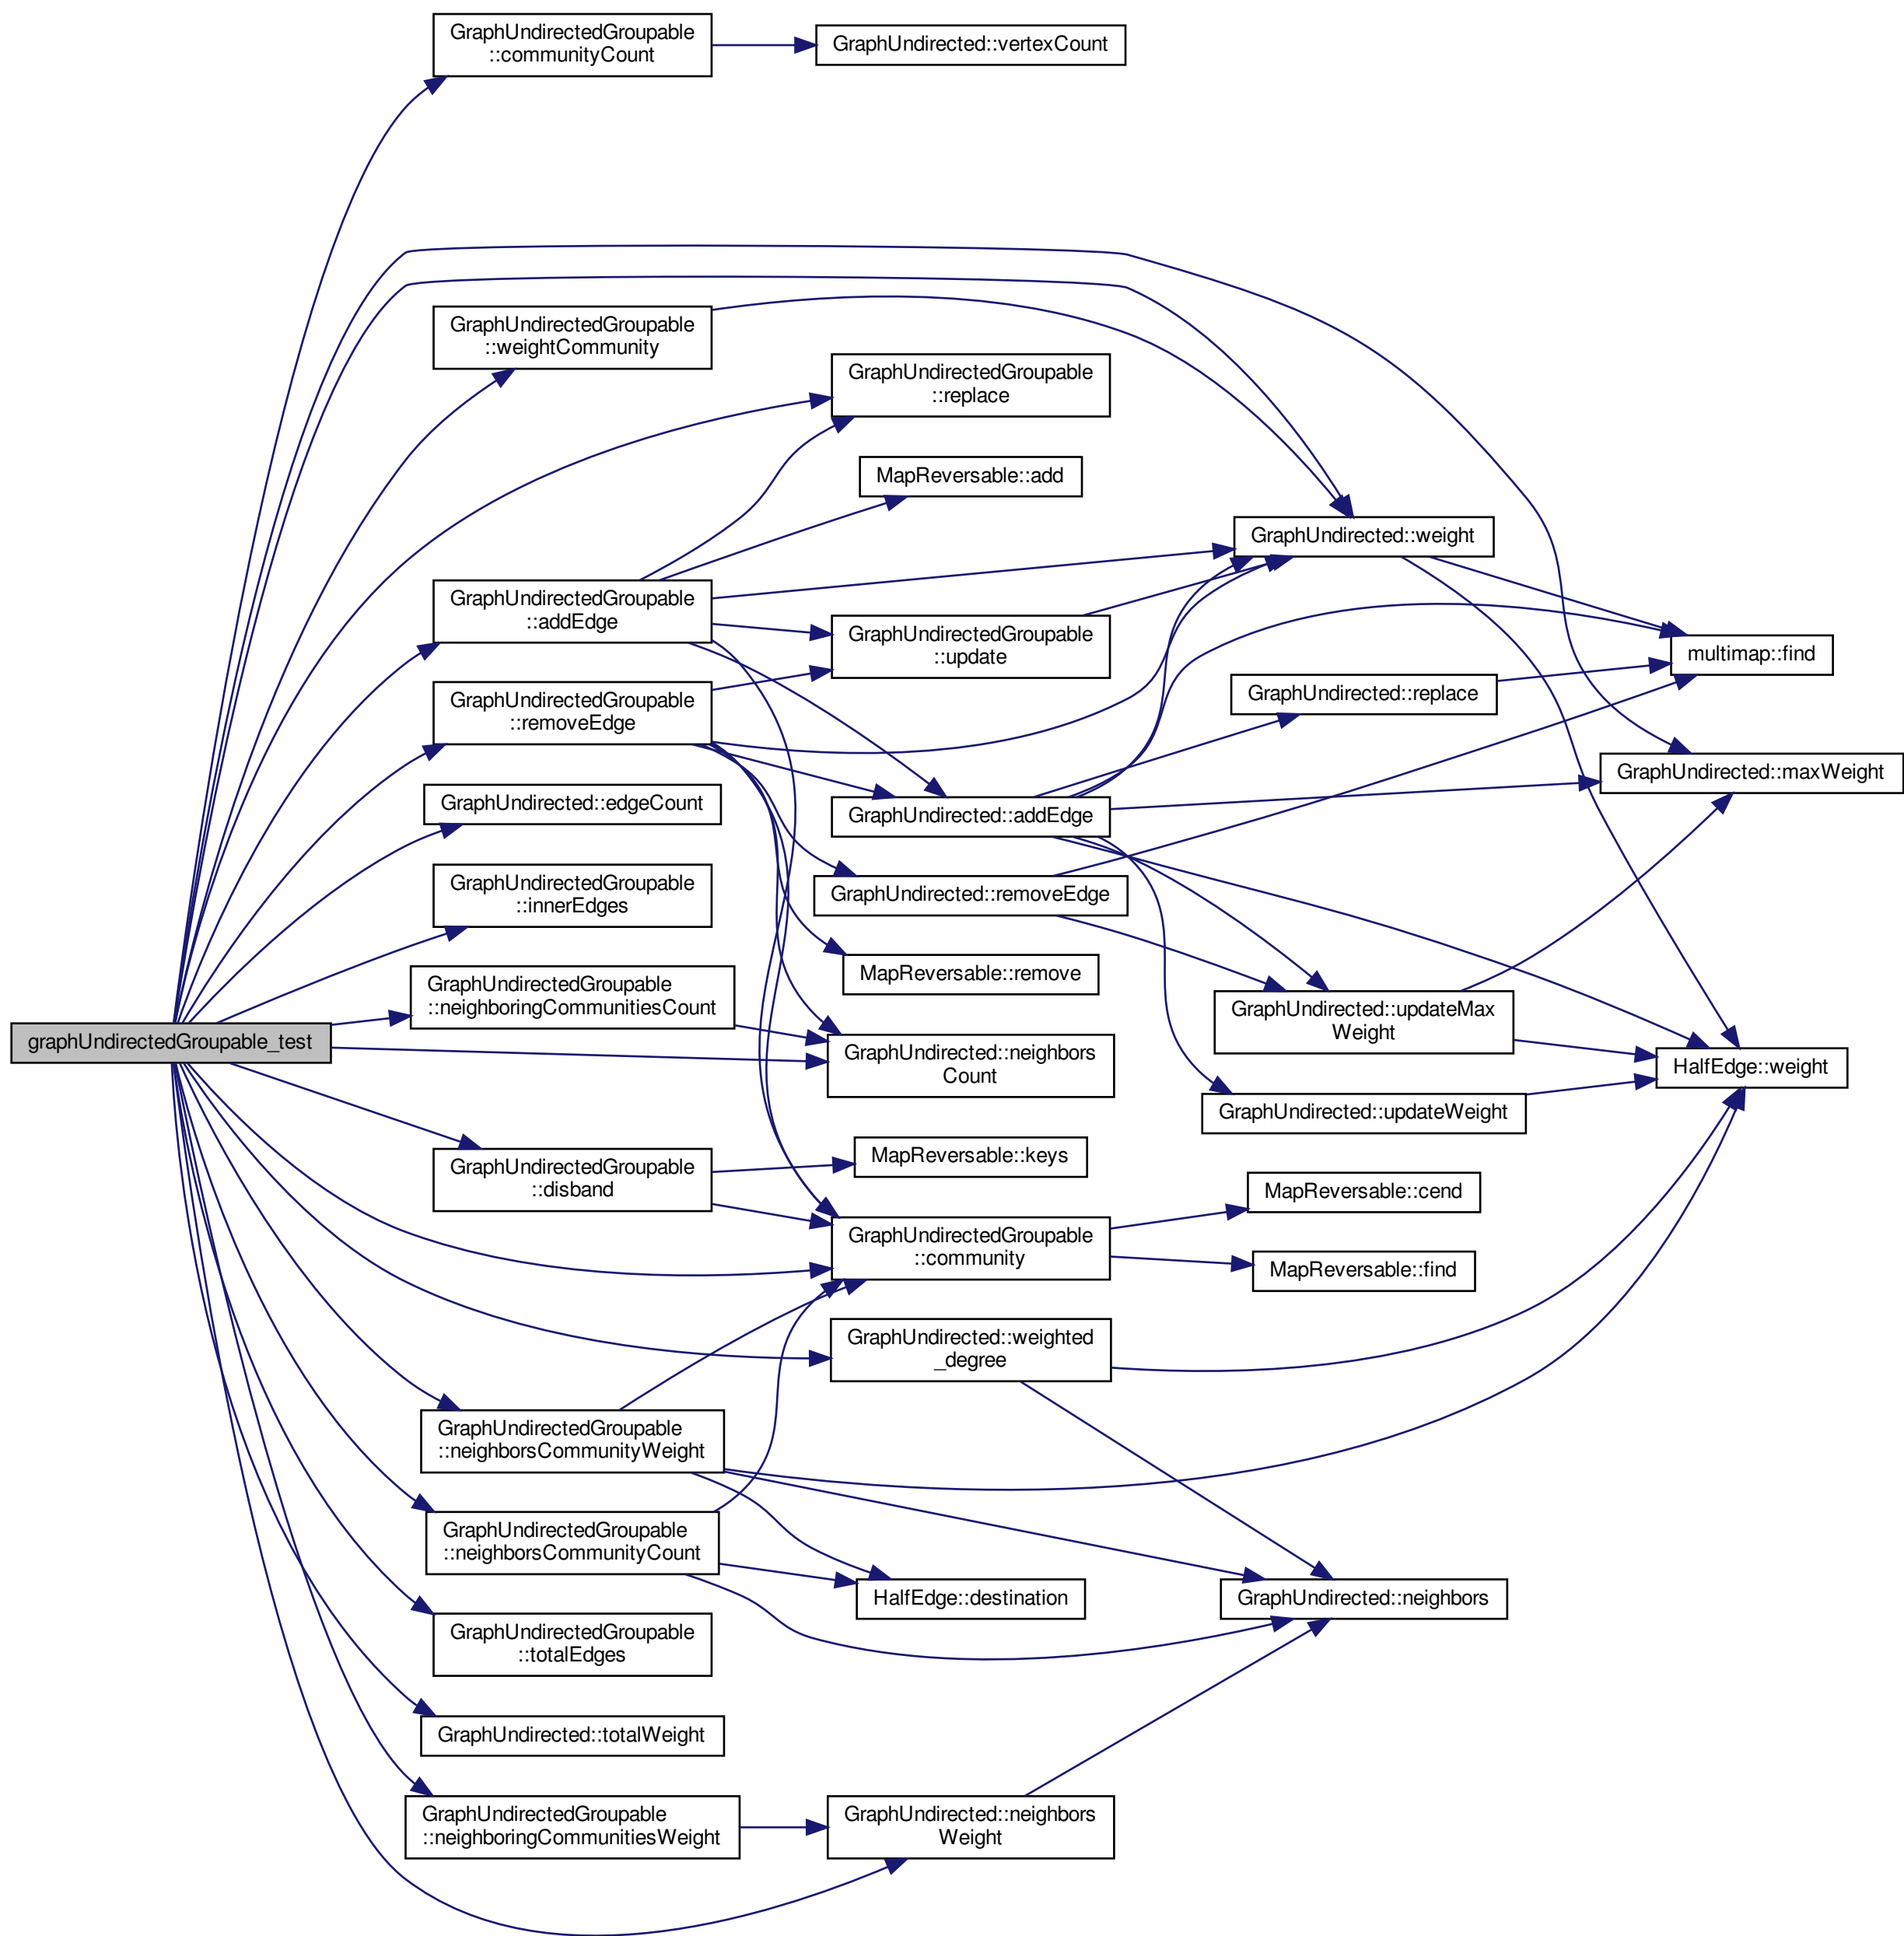 GraphUndirectedGroupable
::communityCount
GraphUndirected::vertexCount
GraphUndirectedGroupable
::weightCommunity
GraphUndirectedGroupable
::replace
MapReversable::add
GraphUndirected::weight
GraphUndirectedGroupable
::addEdge
GraphUndirectedGroupable
::update
multimap::find
GraphUndirectedGroupable
::removeEdge
GraphUndirected::replace
GraphUndirected::maxWeight
GraphUndirected::edgeCount
GraphUndirected::addEdge
GraphUndirectedGroupable
::innerEdges
GraphUndirected::removeEdge
MapReversable::remove
GraphUndirectedGroupable
::neighboringCommunitiesCount
GraphUndirected::updateMax
Weight
graphUndirectedGroupable_test
GraphUndirected::neighbors
Count
HalfEdge::weight
GraphUndirected::updateWeight
GraphUndirectedGroupable
::disband
MapReversable::keys
MapReversable::cend
GraphUndirectedGroupable
::community
MapReversable::find
GraphUndirected::weighted
_degree
GraphUndirectedGroupable
::neighborsCommunityWeight
GraphUndirectedGroupable
::neighborsCommunityCount
HalfEdge::destination
GraphUndirected::neighbors
GraphUndirectedGroupable
::totalEdges
GraphUndirected::totalWeight
GraphUndirectedGroupable
::neighboringCommunitiesWeight
GraphUndirected::neighbors
Weight